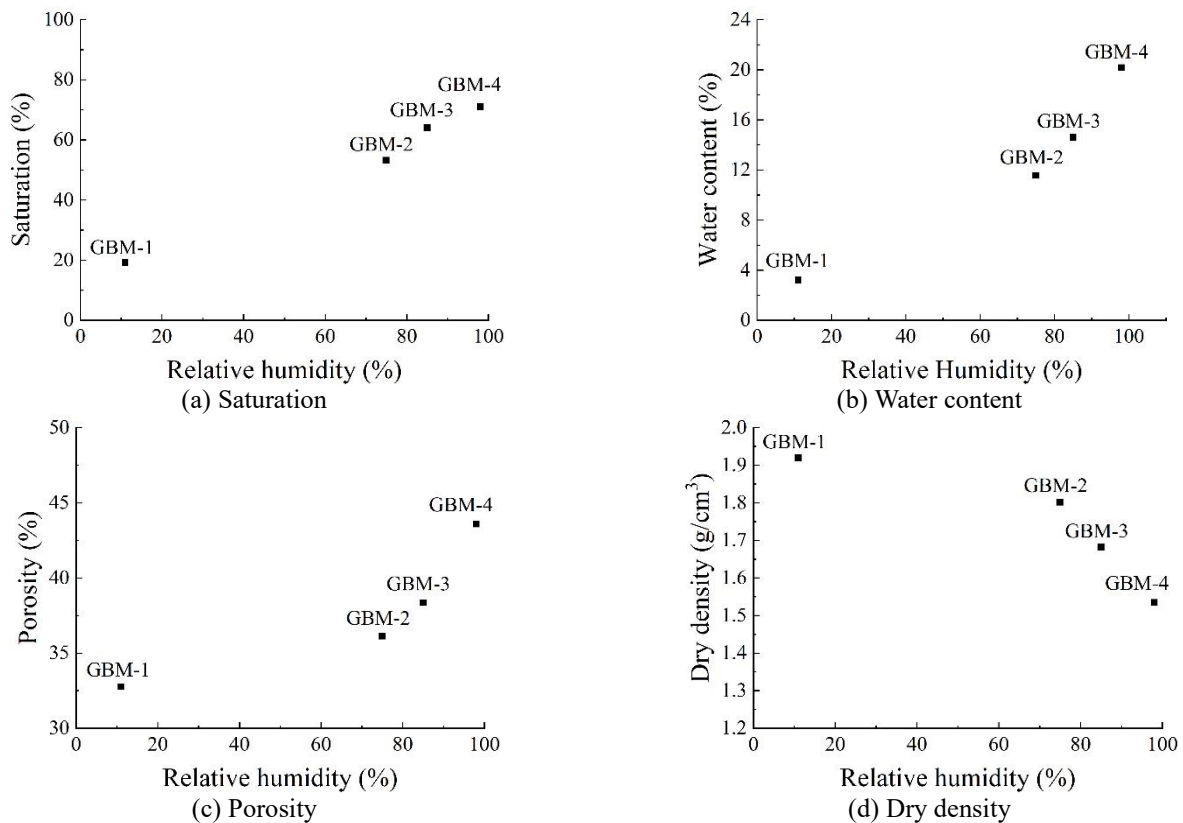 100
80
60
40
20
0
Saturation (%)
GBM-1
GBM-2
GBM-3
GBM-4
0 20 40 60 80 100
Relative humidity (%)
(a) Saturation
24
20
16
12
8
4
0
Water content (%)
GBM-1
GBM-2
GBM-3
GBM-4
0 20 40 60 80 100
Relative Humidity (%)
(b) Water content
50
45
40
35
30
Porosity (%)
GBM-1
GBM-2
GBM-3
GBM-4
0 20 40 60 80 100
Relative humidity (%)
(c) Porosity
2.0
1.9
1.8
1.7
1.6
1.5
1.4
1.3
1.2
Dry density (g/cm³)
GBM-1
GBM-2
GBM-3
GBM-4
0 20 40 60 80 100
Relative humidity (%)
(d) Dry density